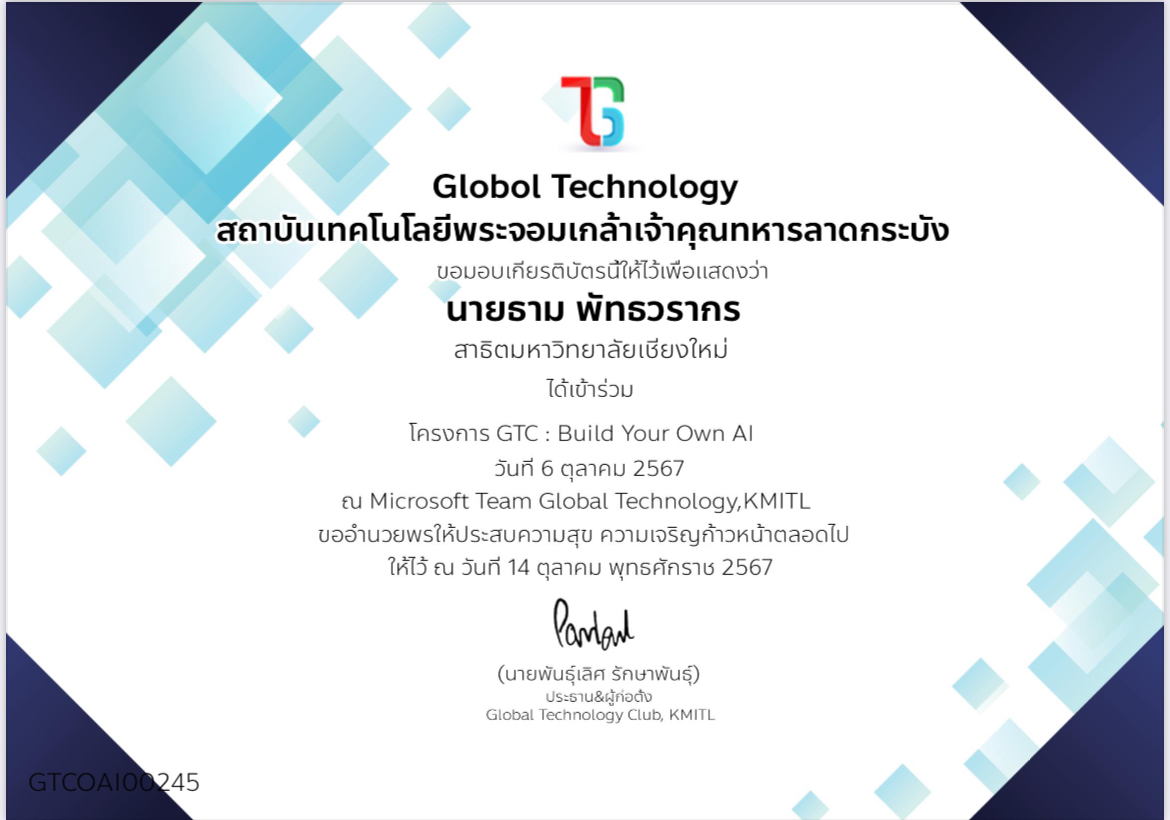 TG
Globol Technology
สถาบันเทคโนโลยีพระจอมเกล้าเจ้าคุณทหารลาดกระบัง
ขอมอบเกียรติบัตรนี้ให้ไว้เพื่อแสดงว่า
นายธาม พัทธวรากร
สาธิตมหาวิทยาลัยเชียงใหม่
ได้เข้าร่วม
โครงการ GTC : Build Your Own AI
วันที่ 6 ตุลาคม 2567
ณ Microsoft Team Global Technology,KMITL
ขออำนวยพรให้ประสบความสุข ความเจริญก้าวหน้าตลอดไป
ให้ไว้ ณ วันที่ 14 ตุลาคม พุทธศักราช 2567
(นายพันธุ์เลิศ รักษาพันธุ์)
ประธาน&ผู้ก่อตั้ง
Global Technology Club, KMITL
GTCOAI00245